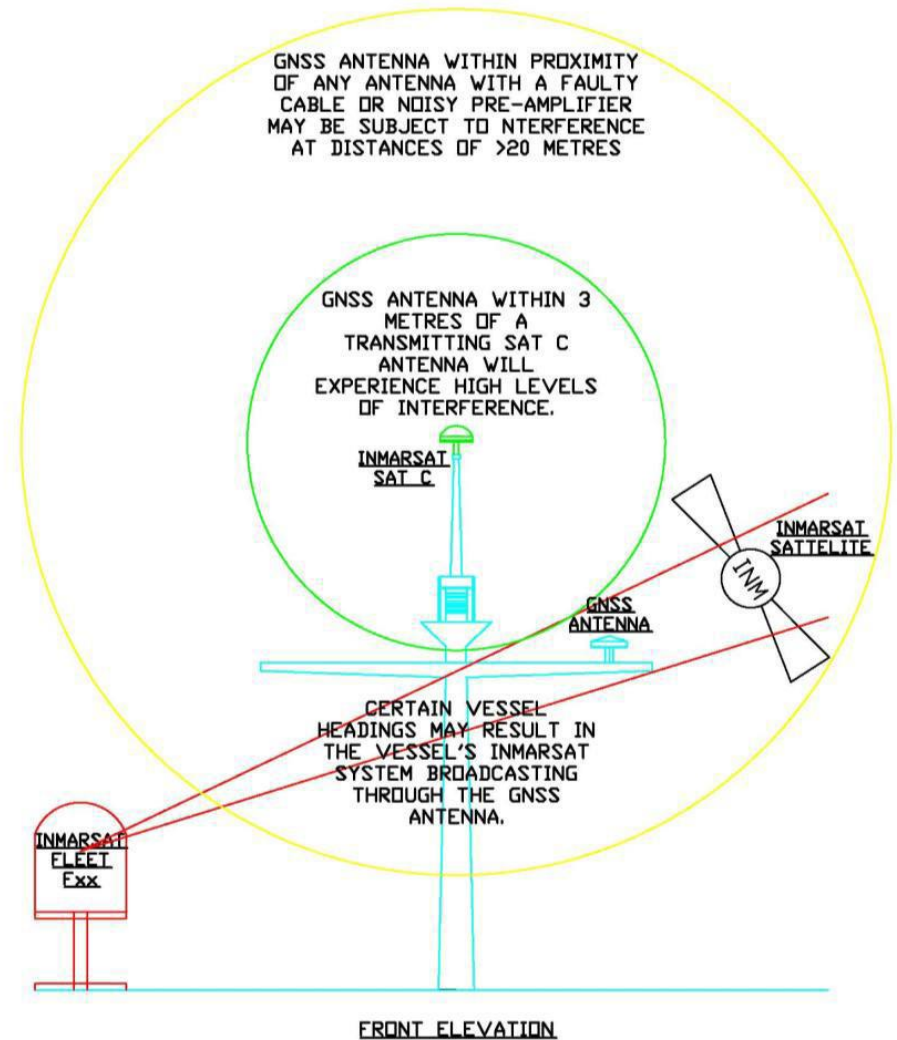 GNSS ANTENNA WITHIN PROXIMITY
OF ANY ANTENNA WITH A FAULTY
CABLE OR NOISY PRE-AMPLIFIER
MAY BE SUBJECT TO NTERFERENCE
AT DISTANCES OF >20 METRES
GNSS ANTENNA WITHIN 3
METRES OF A
TRANSMITTING SAT C
ANTENNA WILL
EXPERIENCE HIGH LEVELS
OF INTERFERENCE.
INMARSAT
SAT C
INMARSAT
SATTELITE
INM
GNSS
ANTENNA
CERTAIN VESSEL
HEADINGS MAY RESULT IN
THE VESSEL'S INMARSAT
SYSTEM BROADCASTING
THROUGH THE GNSS
ANTENNA.
INMARSAT
FLEET
Fxx
FRONT ELEVATION